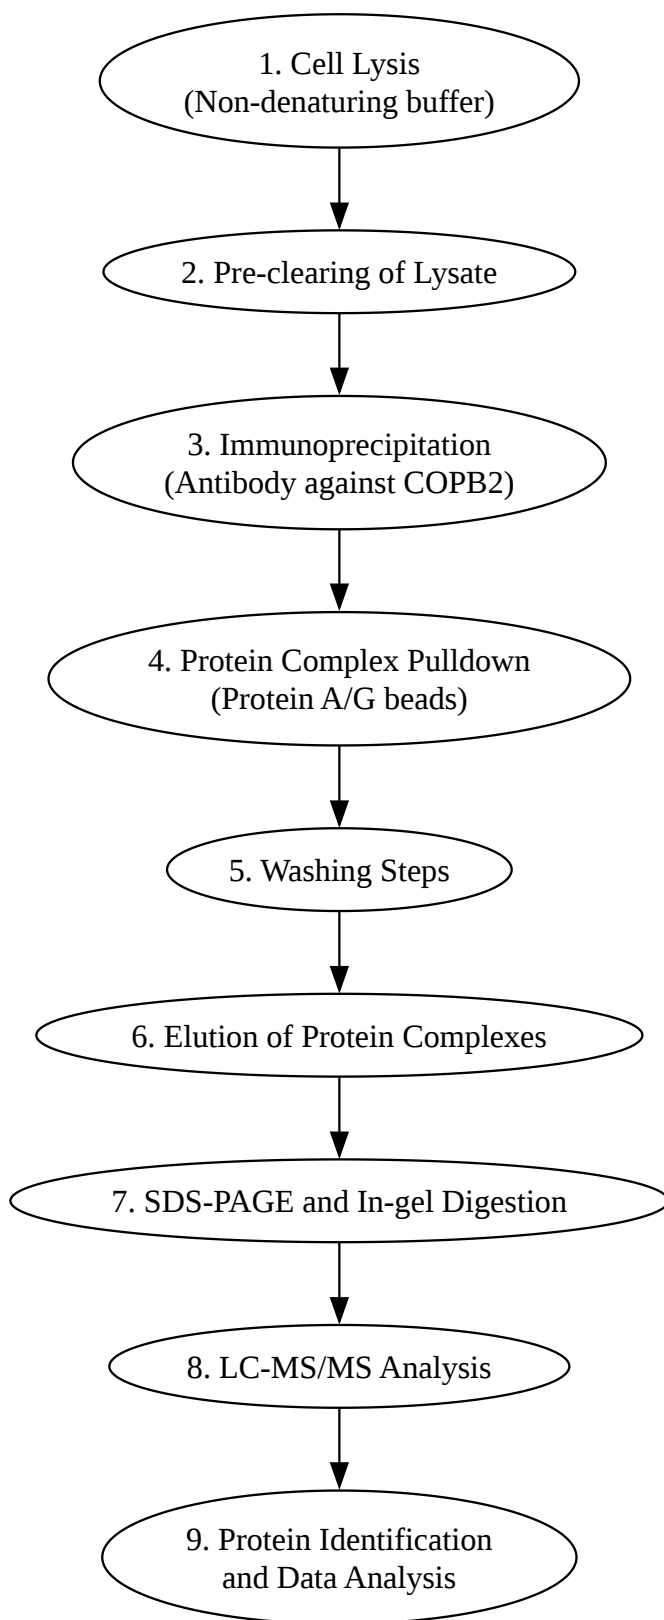 1. Cell Lysis
(Non-denaturing buffer)
2. Pre-clearing of Lysate
3. Immunoprecipitation
(Antibody against COPB2)
4. Protein Complex Pulldown
(Protein A/G beads)
5. Washing Steps
6. Elution of Protein Complexes
7. SDS-PAGE and In-gel Digestion
8. LC-MS/MS Analysis
9. Protein Identification
and Data Analysis